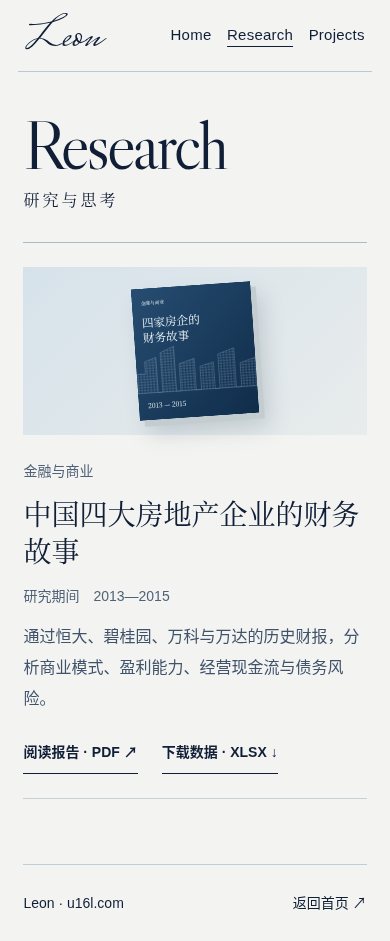 Leon
Home Research Projects
Research
研究与思考
金融与商业
四家房企的
财务故事
2013 — 2015
金融与商业
中国四大房地产企业的财务
故事
研究期间 2013—2015
通过恒大、碧桂园、万科与万达的历史财报，分
析商业模式、盈利能力、经营现金流与债务风
险。
阅读报告 · PDF ↗ 下载数据 · XLSX ↓
Leon · u16l.com 返回首页 ↗